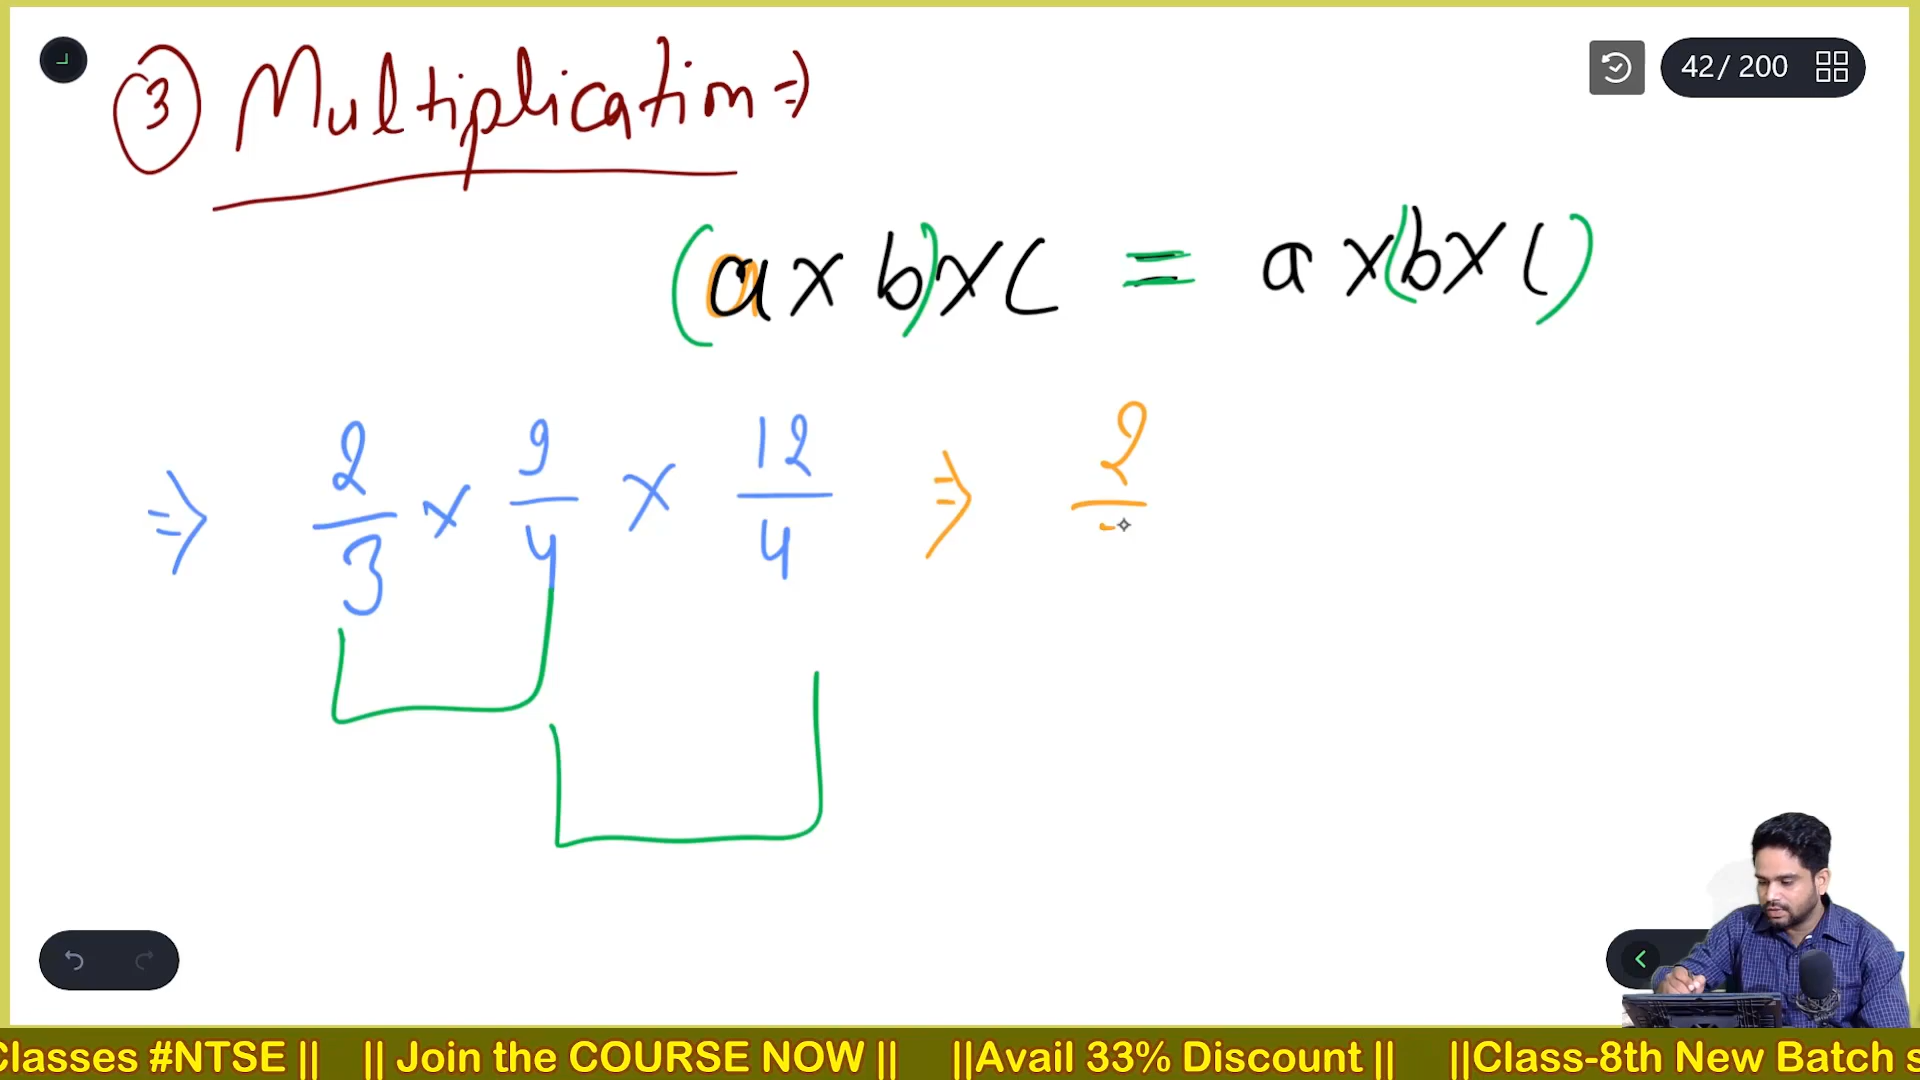 ③ Multiplication ⇒
42 / 200
(a × b) × c = a × (b × c)
⇒ 2/3 × 9/4 × 12/4 ⇒ 2/
Classes #NTSE || || Join the COURSE NOW || ||Avail 33% Discount || ||Class-8th New Batch s